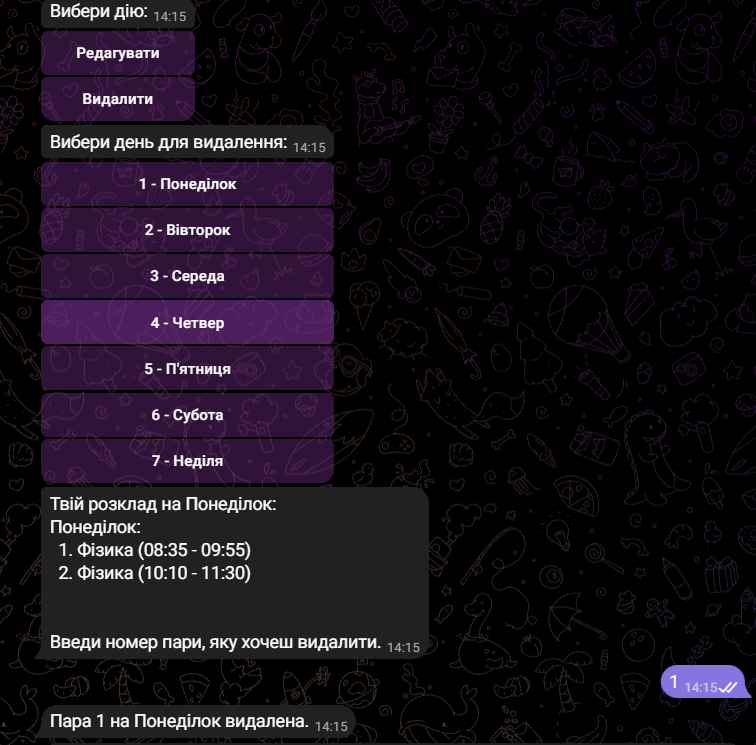 Вибери дію: 14:15
Редагувати
Видалити
Вибери день для видалення: 14:15
1 - Понеділок
2 - Вівторок
3 - Середа
4 - Четвер
5 - П'ятниця
6 - Субота
7 - Неділя
Твій розклад на Понеділок:
Понеділок:
1. Фізика (08:35 - 09:55)
2. Фізика (10:10 - 11:30)
Введи номер пари, яку хочеш видалити. 14:15
1 14:15
Пара 1 на Понеділок видалена. 14:15